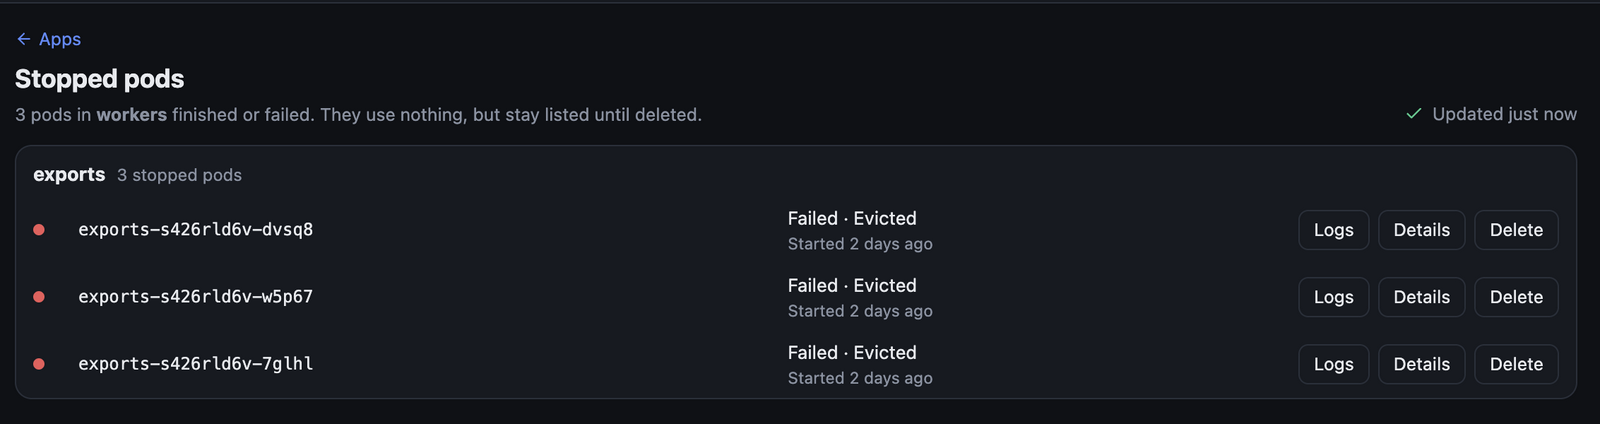 ← Apps
Stopped pods
3 pods in workers finished or failed. They use nothing, but stay listed until deleted.
✓ Updated just now
exports 3 stopped pods
exports-s426rld6v-dvsq8
Failed · Evicted
Started 2 days ago
Logs Details Delete
exports-s426rld6v-w5p67
Failed · Evicted
Started 2 days ago
Logs Details Delete
exports-s426rld6v-7glhl
Failed · Evicted
Started 2 days ago
Logs Details Delete